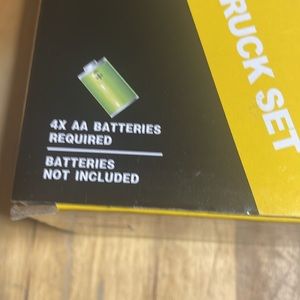 RUCK SET
4X AA BATTERIES
REQUIRED
BATTERIES
NOT INCLUDED